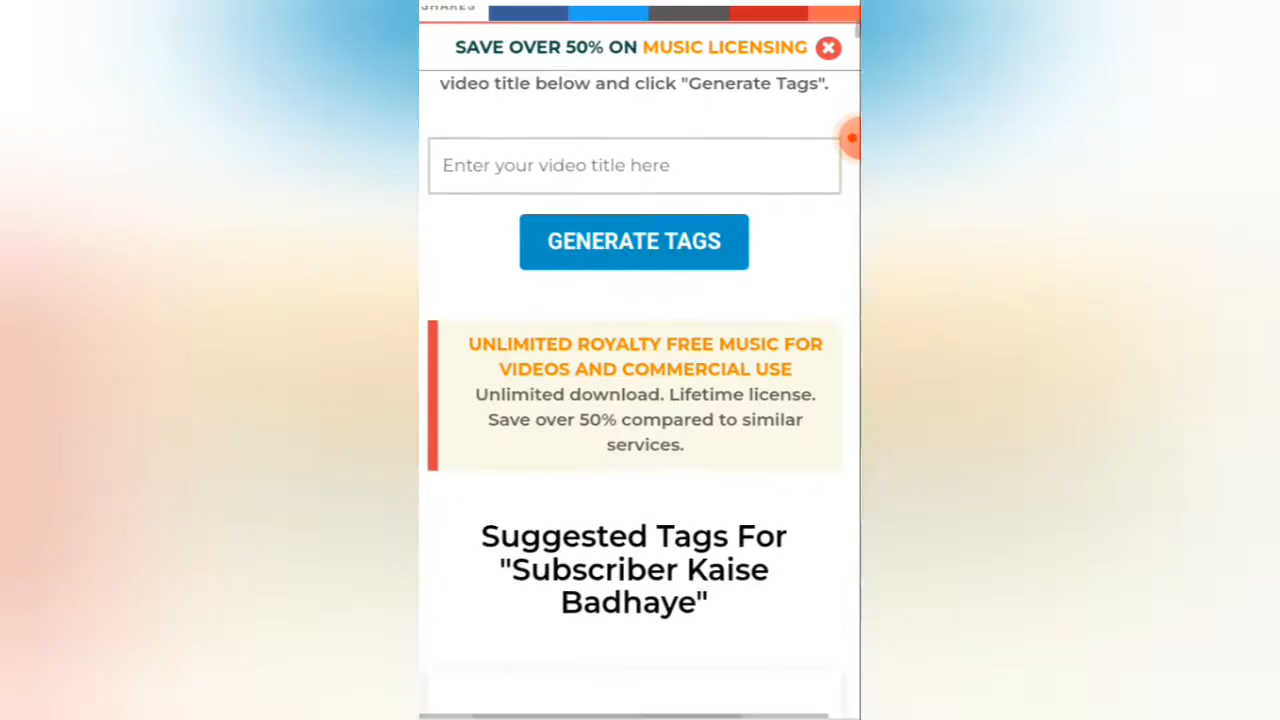 SHARES
SAVE OVER 50% ON MUSIC LICENSING
video title below and click "Generate Tags".
Enter your video title here
GENERATE TAGS
UNLIMITED ROYALTY FREE MUSIC FOR
VIDEOS AND COMMERCIAL USE
Unlimited download. Lifetime license.
Save over 50% compared to similar
services.
Suggested Tags For
"Subscriber Kaise
Badhaye"